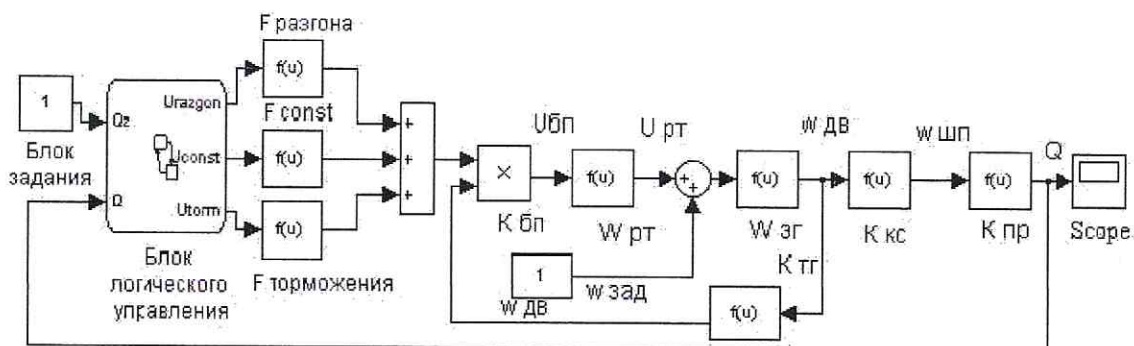 F разгона
f(u)
1
Блок
задания
Qz
Q
Urazgon
Uconst
Utorm
Блок
логического
управления
F const
f(u)
f(u)
F торможения
+
+
+
×
К бп
Uбп
f(u)
W рт
U рт
+
+
1
w зад
w дв
f(u)
W зг
w дв
К тг
f(u)
f(u)
К кс
w шп
f(u)
К пр
Q
Scope